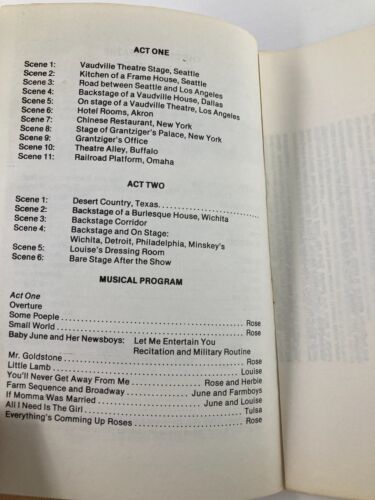 ACT ONE
Scene 1: Vaudville Theatre Stage, Seattle
Scene 2: Kitchen of a Frame House, Seattle
Scene 3: Road between Seattle and Los Angeles
Scene 4: Backstage of a Vaudville House, Dallas
Scene 5: On stage of a Vaudville Theatre, Los Angeles
Scene 6: Hotel Rooms, Akron
Scene 7: Chinese Restaurant, New York
Scene 8: Stage of Grantziger's Palace, New York
Scene 9: Grantziger's Office
Scene 10: Theatre Alley, Buffalo
Scene 11: Railroad Platform, Omaha
ACT TWO
Scene 1: Desert Country, Texas
Scene 2: Backstage of a Burlesque House, Wichita
Scene 3: Backstage Corridor
Scene 4: Backstage and On Stage:
Wichita, Detroit, Philadelphia, Minskey's
Scene 5: Louise's Dressing Room
Scene 6: Bare Stage After the Show
MUSICAL PROGRAM
Act One
Overture
Some Poeple Rose
Small World Rose
Baby June and Her Newsboys: Let Me Entertain You
Recitation and Military Routine
Mr. Goldstone Rose
Little Lamb Louise
You'll Never Get Away From Me Rose and Herbie
Farm Sequence and Broadway June and Farmboys
If Momma Was Married June and Louise
All I Need Is The Girl Tulsa
Everything's Comming Up Roses Rose